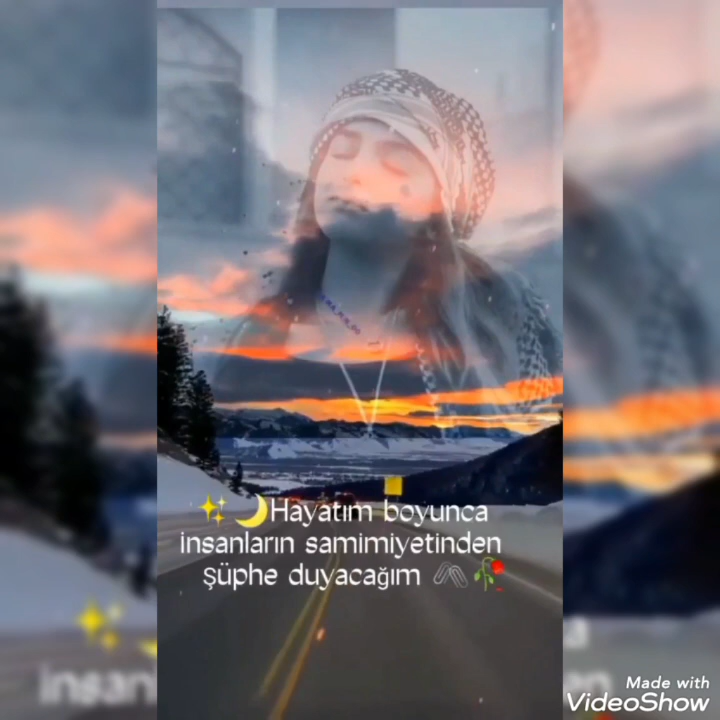 ✨🌙Hayatım boyunca
insanların samimiyetinden
şüphe duyacağım 🖇🥀
insan
a
Made with
VideoShow